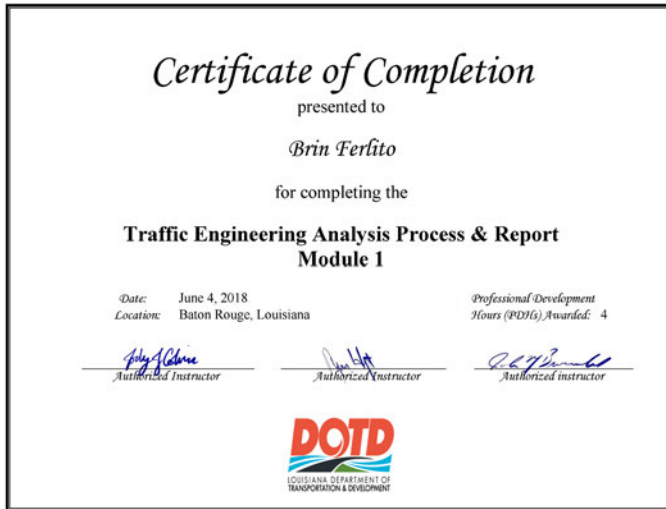 Certificate of Completion
presented to
Brin Ferlito
for completing the
Traffic Engineering Analysis Process & Report
Module 1
Date: June 4, 2018
Location: Baton Rouge, Louisiana
Professional Development
Hours (PDHs) Awarded: 4
Authorized Instructor
Authorized Instructor
Authorized instructor
DOTD
LOUISIANA DEPARTMENT OF
TRANSPORTATION & DEVELOPMENT